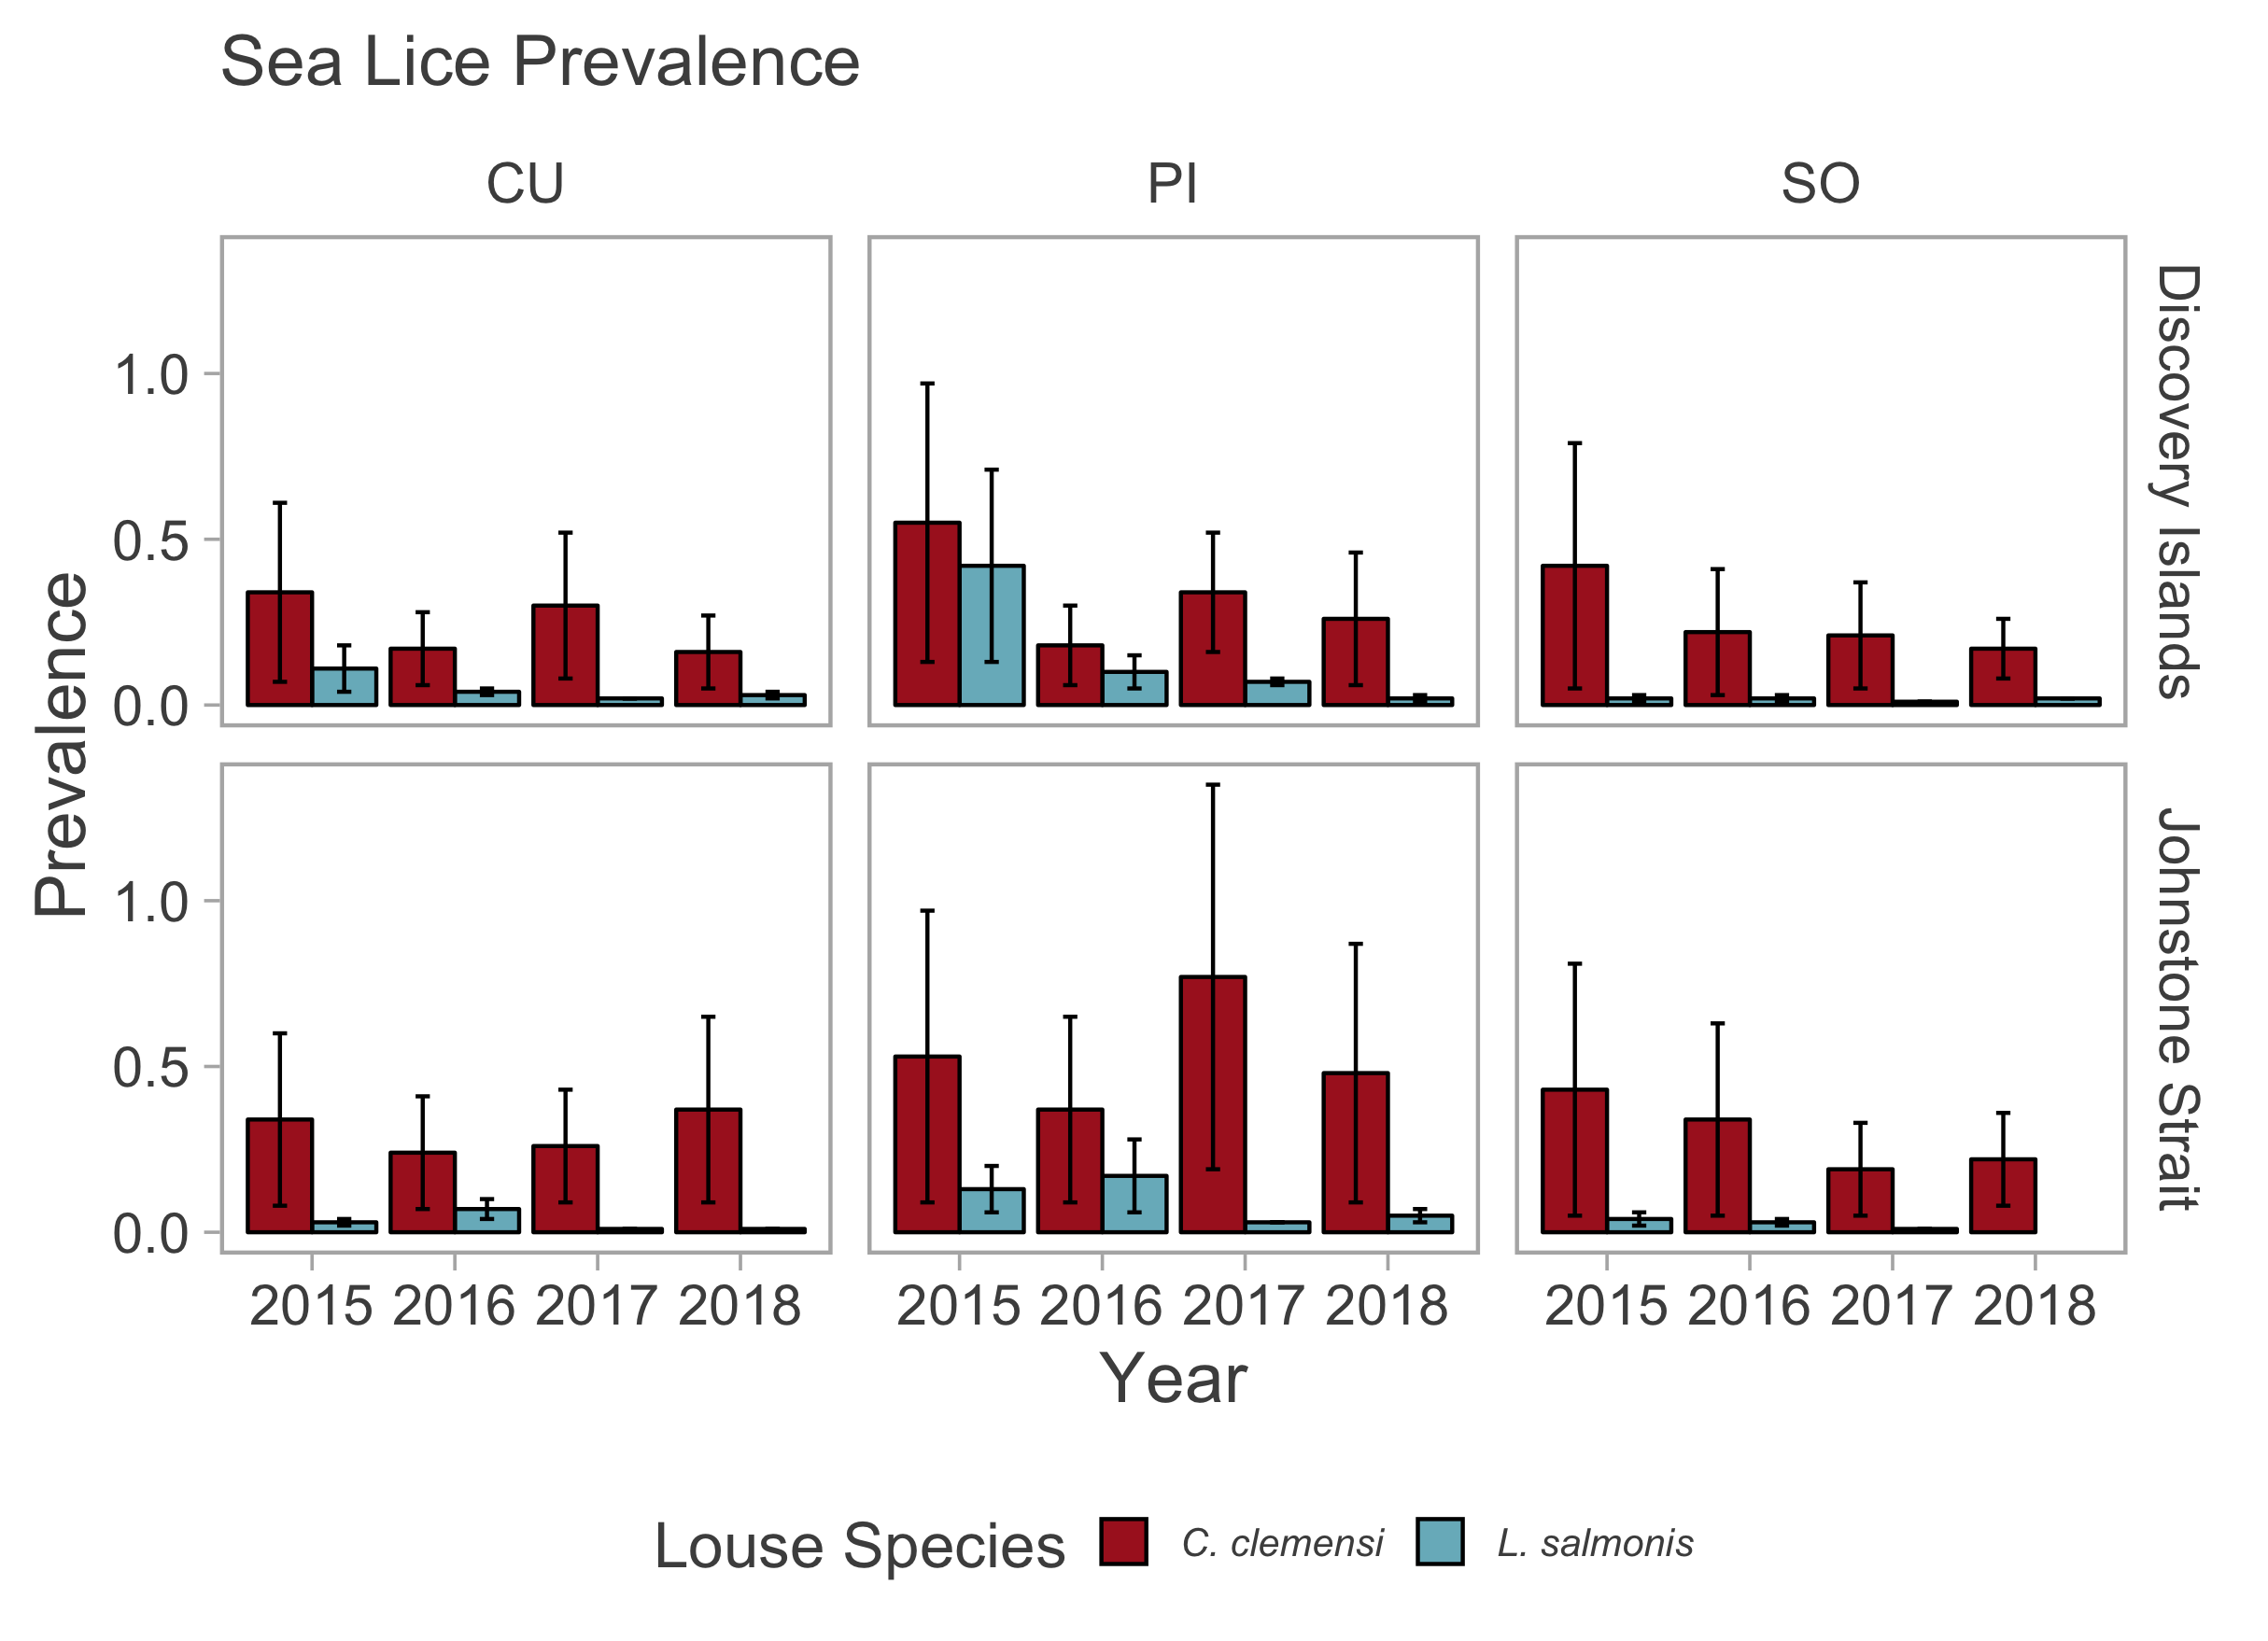 Sea Lice Prevalence
CU PI SO
Discovery Islands
1.0
0.5
0.0
Prevalence
Johnstone Strait
1.0
0.5
0.0
2015 2016 2017 2018 2015 2016 2017 2018 2015 2016 2017 2018
Year
Louse Species C. clemensi L. salmonis